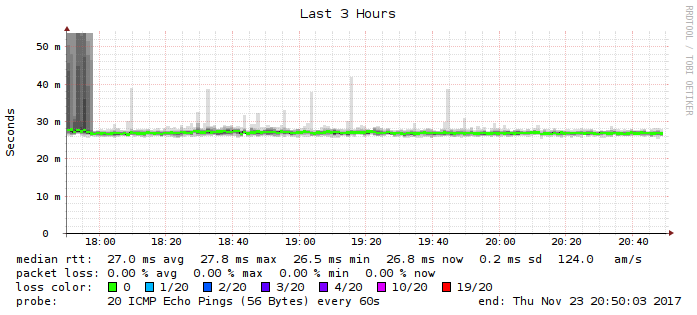 Last 3 Hours
RRDTOOL / TOBI OETIKER
Seconds
50 m
40 m
30 m
20 m
10 m
0
18:00 18:20 18:40 19:00 19:20 19:40 20:00 20:20 20:40
median rtt: 27.0 ms avg 27.8 ms max 26.5 ms min 26.8 ms now 0.2 ms sd 124.0 am/s
packet loss: 0.00 % avg 0.00 % max 0.00 % min 0.00 % now
loss color: 0 1/20 2/20 3/20 4/20 10/20 19/20
probe: 20 ICMP Echo Pings (56 Bytes) every 60s end: Thu Nov 23 20:50:03 2017